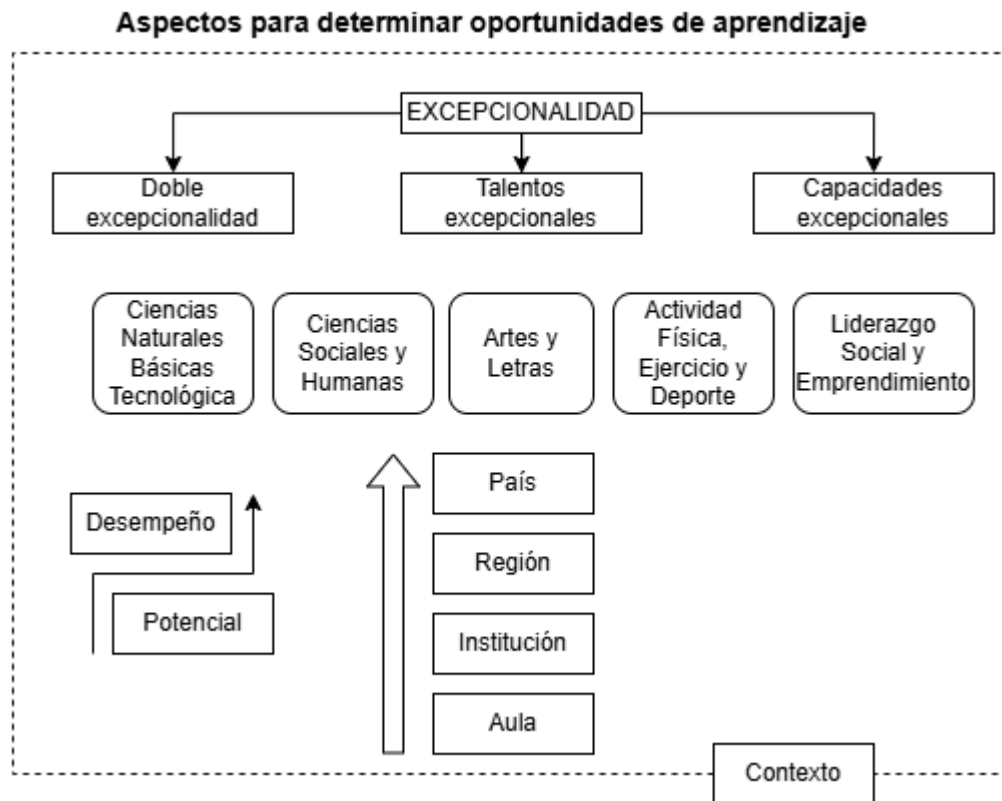 Aspectos para determinar oportunidades de aprendizaje
EXCEPCIONALIDAD
Doble
excepcionalidad
Talentos
excepcionales
Capacidades
excepcionales
Ciencias
Naturales
Básicas
Tecnológica
Ciencias
Sociales y
Humanas
Artes y
Letras
Actividad
Física,
Ejercicio y
Deporte
Liderazgo
Social y
Emprendimiento
Desempeño
Potencial
País
Región
Institución
Aula
Contexto